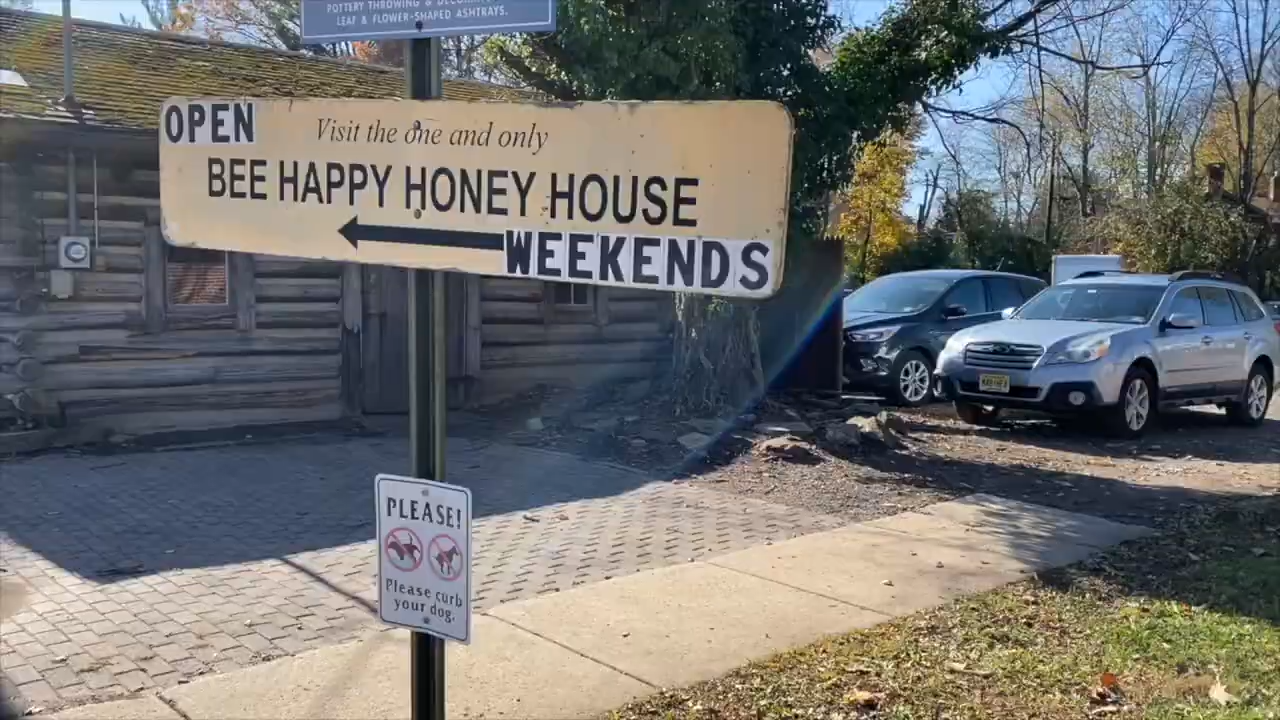 POTTERY THROWING & DECORATING
LEAF & FLOWER-SHAPED ASHTRAYS.
OPEN
Visit the one and only
BEE HAPPY HONEY HOUSE
WEEKENDS
PLEASE!
Please curb
your dog.